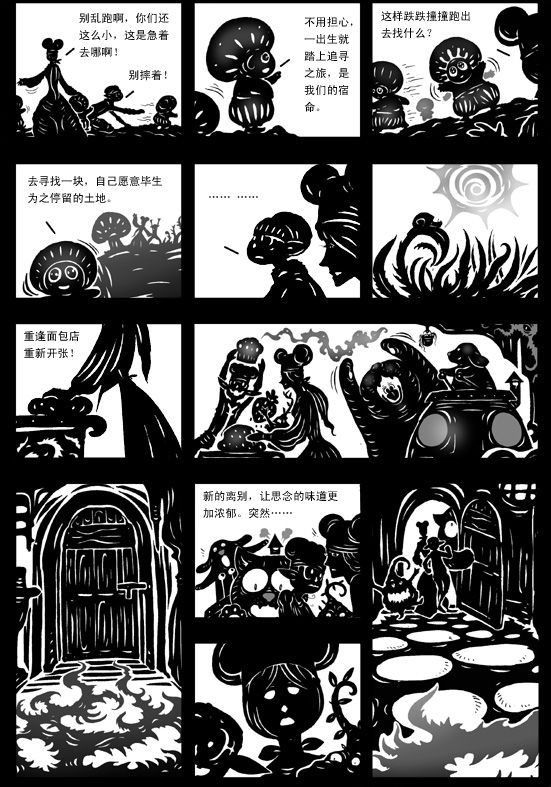 别乱跑啊，你们还
这么小，这是急着
去哪啊！
别摔着！
不用担心，
一出生就
踏上追寻
之旅，是
我们的宿
命。
这样跌跌撞撞跑出
去找什么？
去寻找一块，自己愿意毕生
为之停留的土地。
…… ……
重逢面包店
重新开张！
新的离别，让思念的味道更
加浓郁。突然……